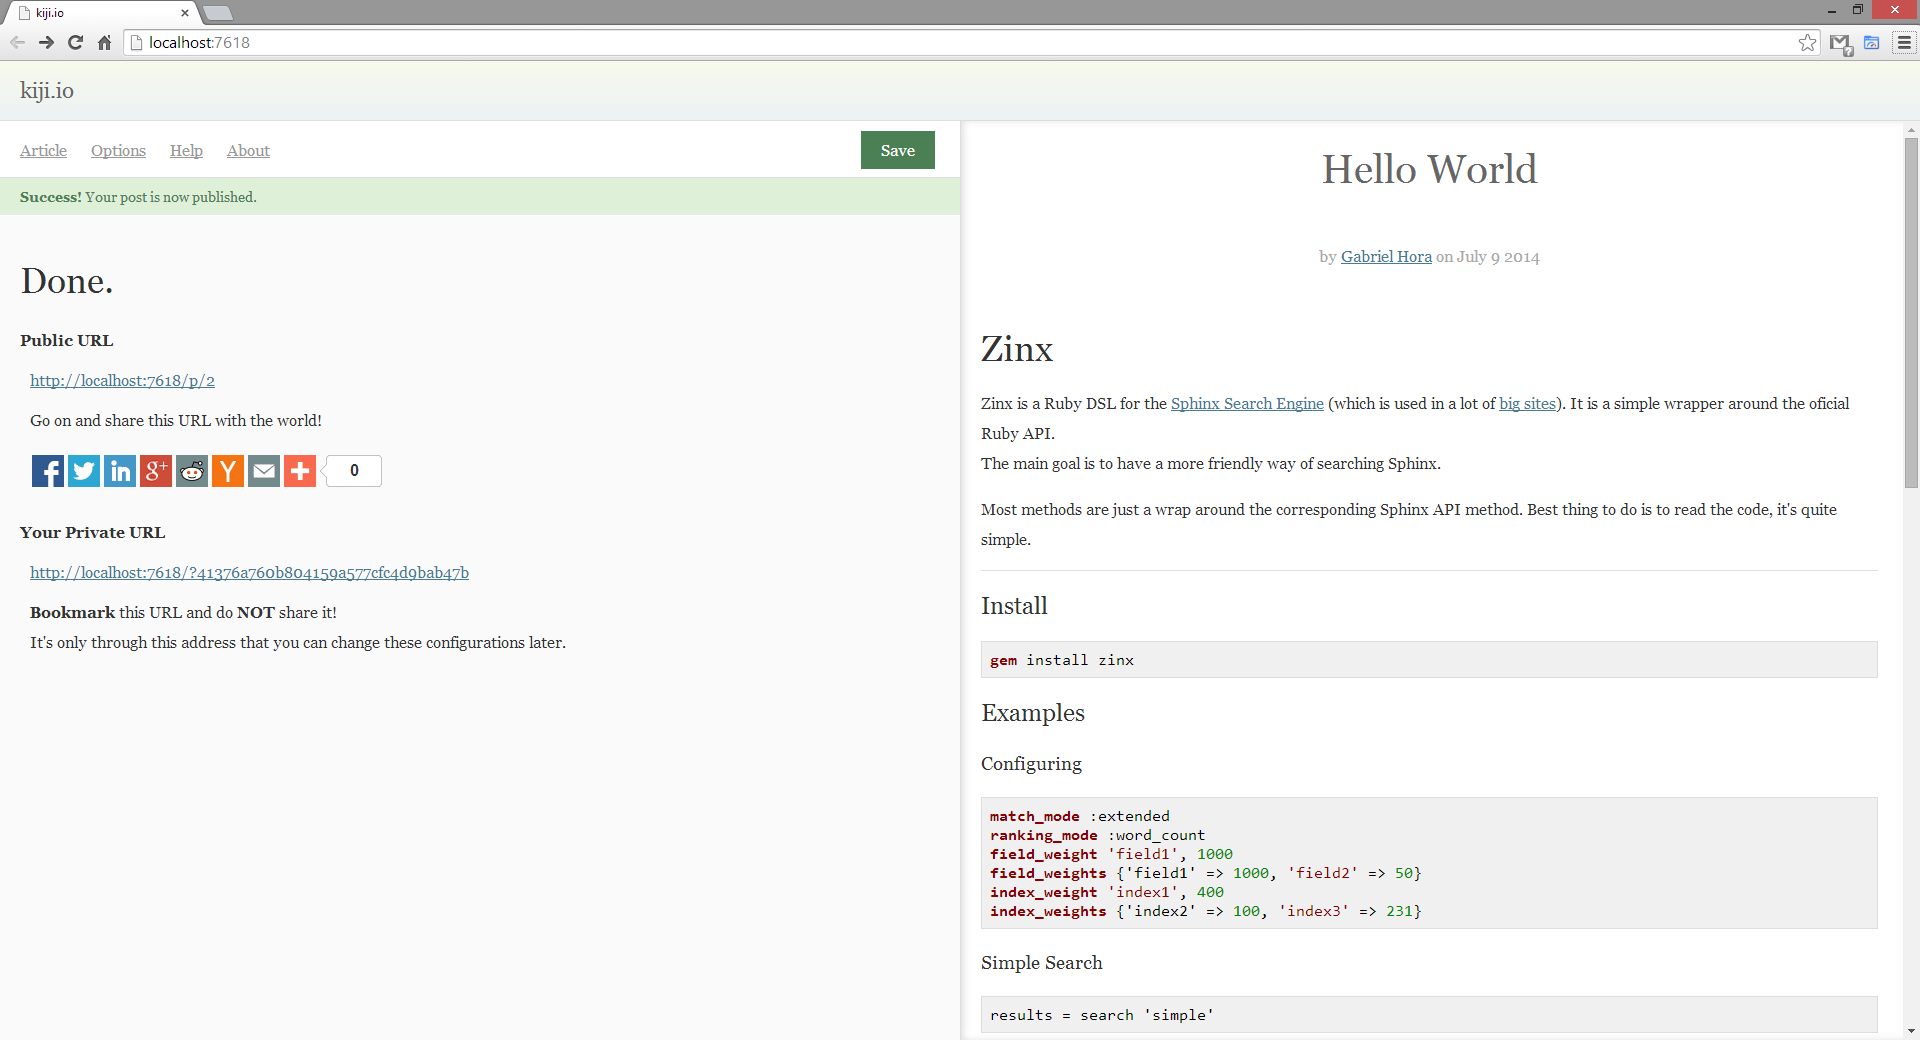 kiji.io
localhost:7618
kiji.io
Article Options Help About
Save
Success! Your post is now published.
Done.
Public URL
http://localhost:7618/p/2
Go on and share this URL with the world!
0
Your Private URL
http://localhost:7618/?41376a760b804159a577cfc4d9bab47b
Bookmark this URL and do NOT share it!
It's only through this address that you can change these configurations later.
Hello World
by Gabriel Hora on July 9 2014
Zinx
Zinx is a Ruby DSL for the Sphinx Search Engine (which is used in a lot of big sites). It is a simple wrapper around the oficial
Ruby API.
The main goal is to have a more friendly way of searching Sphinx.
Most methods are just a wrap around the corresponding Sphinx API method. Best thing to do is to read the code, it's quite
simple.
Install
gem install zinx
Examples
Configuring
match_mode :extended
ranking_mode :word_count
field_weight 'field1', 1000
field_weights {'field1' => 1000, 'field2' => 50}
index_weight 'index1', 400
index_weights {'index2' => 100, 'index3' => 231}
Simple Search
results = search 'simple'